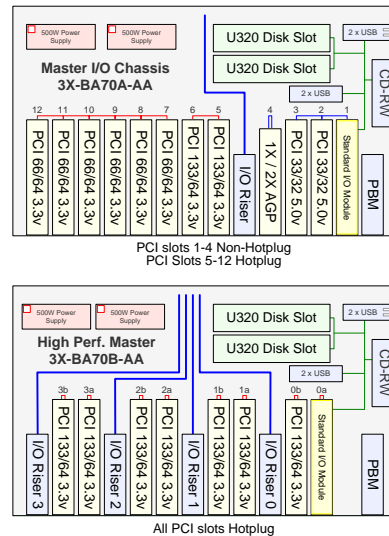 500W Power
Supply
500W Power
Supply
U320 Disk Slot
U320 Disk Slot
2 x USB
Master I/O Chassis
3X-BA70A-AA
2 x USB
CD-RW
12
11
10
9
8
7
6
5
4
3
2
1
PCI 66/64 3.3v
PCI 66/64 3.3v
PCI 66/64 3.3v
PCI 66/64 3.3v
PCI 66/64 3.3v
PCI 66/64 3.3v
PCI 133/64 3.3v
PCI 133/64 3.3v
I/O Riser
1X / 2X AGP
PCI 33/32 5.0v
PCI 33/32 5.0v
Standard I/O Module
PBM
PCI slots 1-4 Non-Hotplug
PCI Slots 5-12 Hotplug
500W Power
Supply
500W Power
Supply
U320 Disk Slot
U320 Disk Slot
2 x USB
High Perf. Master
3X-BA70B-AA
2 x USB
CD-RW
3b
3a
2b
2a
1b
1a
0b
0a
I/O Riser 3
PCI 133/64 3.3v
PCI 133/64 3.3v
I/O Riser 2
PCI 133/64 3.3v
PCI 133/64 3.3v
I/O Riser 1
PCI 133/64 3.3v
PCI 133/64 3.3v
I/O Riser 0
PCI 133/64 3.3v
Standard I/O Module
PBM
All PCI slots Hotplug